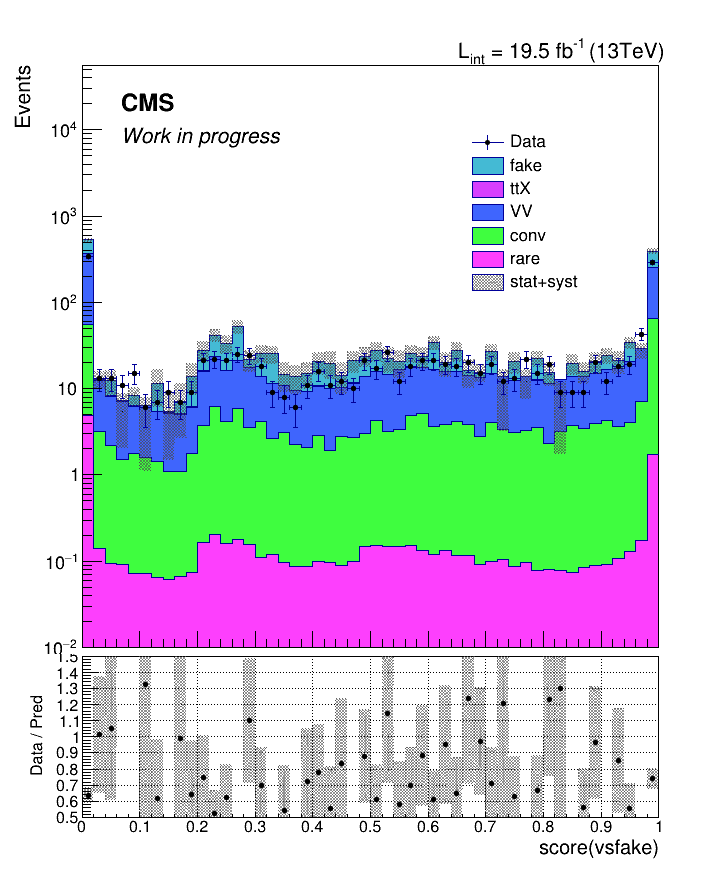 L_int = 19.5 fb^-1 (13TeV)
Events
CMS
Work in progress
Data
fake
ttX
VV
conv
rare
stat+syst
10^4
10^3
10^2
10
1
10^−1
10^−2
Data / Pred
1.5
1.4
1.3
1.2
1.1
1
0.9
0.8
0.7
0.6
0.5
0 0.1 0.2 0.3 0.4 0.5 0.6 0.7 0.8 0.9 1
score(vsfake)